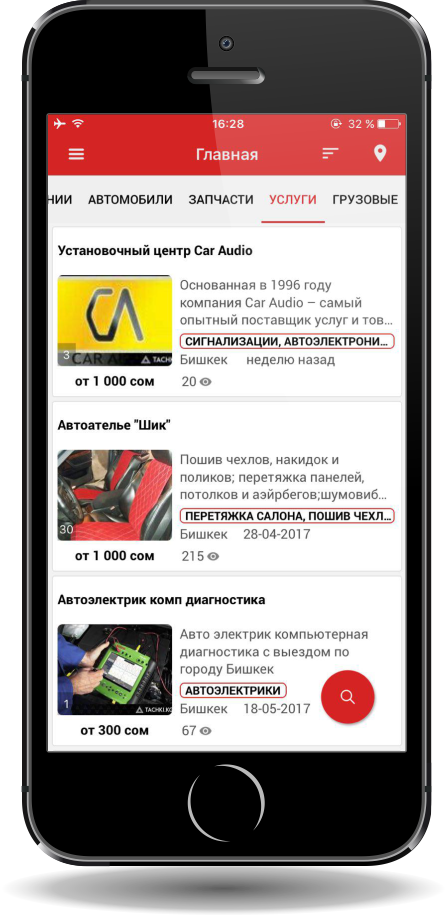 16:28
32 %
Главная
НИИ АВТОМОБИЛИ ЗАПЧАСТИ УСЛУГИ ГРУЗОВЫЕ
Установочный центр Car Audio
Основанная в 1996 году
компания Car Audio – самый
опытный поставщик услуг и тов...
СИГНАЛИЗАЦИИ, АВТОЭЛЕКТРОНИ...
3
CAR
TACH
Бишкек неделю назад
от 1 000 сом
20
Автоателье "Шик"
Пошив чехлов, накидок и
поликов; перетяжка панелей,
потолков и аэйрбегов;шумовиб...
ПЕРЕТЯЖКА САЛОНА, ПОШИВ ЧЕХЛ...
30
Бишкек 28-04-2017
от 1 000 сом
215
Автоэлектрик комп диагностика
Авто электрик компьютерная
диагностика с выездом по
городу Бишкек
АВТОЭЛЕКТРИКИ
1
TACHKI.K
Бишкек 18-05-2017
от 300 сом
67